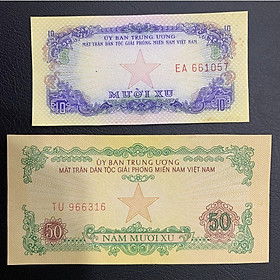 10 ỦY BAN TRUNG ƯƠNG 10
MẶT TRẬN DÂN TỘC GIẢI PHÓNG MIỀN NAM VIỆT NAM
EA 661057
10 MƯỜI XU 10
ỦY BAN TRUNG ƯƠNG
MẶT TRẬN DÂN TỘC GIẢI PHÓNG MIỀN NAM VIỆT NAM
TU 966316
50 50
NĂM MƯƠI XU